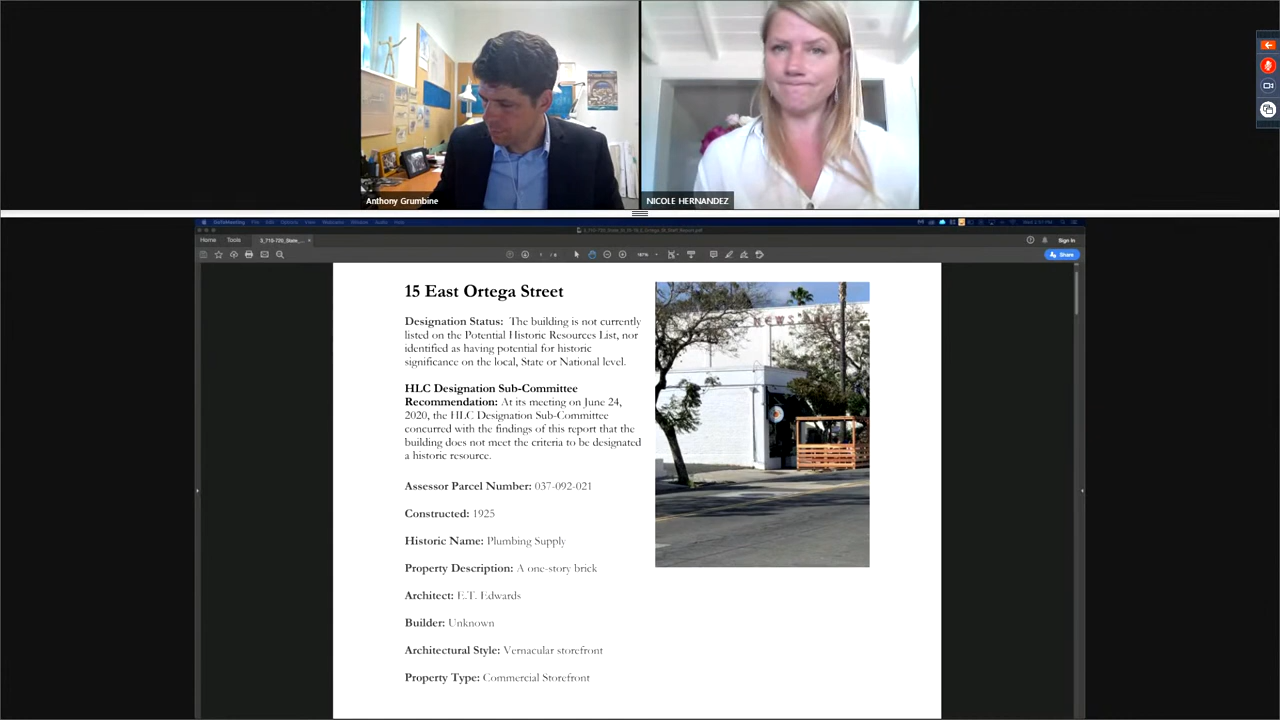 Anthony Grumbine
NICOLE HERNANDEZ
Home Tools
Sign In
Share
15 East Ortega Street
Designation Status: The building is not currently
listed on the Potential Historic Resources List, nor
identified as having potential for historic
significance on the local, State or National level.
HLC Designation Sub-Committee
Recommendation: At its meeting on June 24,
2020, the HLC Designation Sub-Committee
concurred with the findings of this report that the
building does not meet the criteria to be designated
a historic resource.
Assessor Parcel Number: 037-092-021
Constructed: 1925
Historic Name: Plumbing Supply
Property Description: A one-story brick
Architect: E.T. Edwards
Builder: Unknown
Architectural Style: Vernacular storefront
Property Type: Commercial Storefront